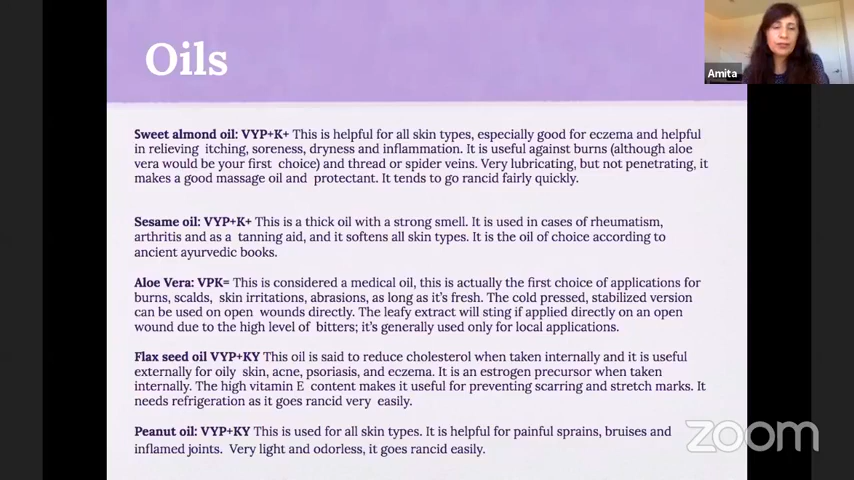 Oils
Amita
Sweet almond oil: VYP+K+ This is helpful for all skin types, especially good for eczema and helpful
in relieving itching, soreness, dryness and inflammation. It is useful against burns (although aloe
vera would be your first choice) and thread or spider veins. Very lubricating, but not penetrating, it
makes a good massage oil and protectant. It tends to go rancid fairly quickly.
Sesame oil: VYP+K+ This is a thick oil with a strong smell. It is used in cases of rheumatism,
arthritis and as a tanning aid, and it softens all skin types. It is the oil of choice according to
ancient ayurvedic books.
Aloe Vera: VPK= This is considered a medical oil, this is actually the first choice of applications for
burns, scalds, skin irritations, abrasions, as long as it's fresh. The cold pressed, stabilized version
can be used on open wounds directly. The leafy extract will sting if applied directly on an open
wound due to the high level of bitters; it's generally used only for local applications.
Flax seed oil VYP+KY This oil is said to reduce cholesterol when taken internally and it is useful
externally for oily skin, acne, psoriasis, and eczema. It is an estrogen precursor when taken
internally. The high vitamin E content makes it useful for preventing scarring and stretch marks. It
needs refrigeration as it goes rancid very easily.
Peanut oil: VYP+KY This is used for all skin types. It is helpful for painful sprains, bruises and
inflamed joints. Very light and odorless, it goes rancid easily.
zoom